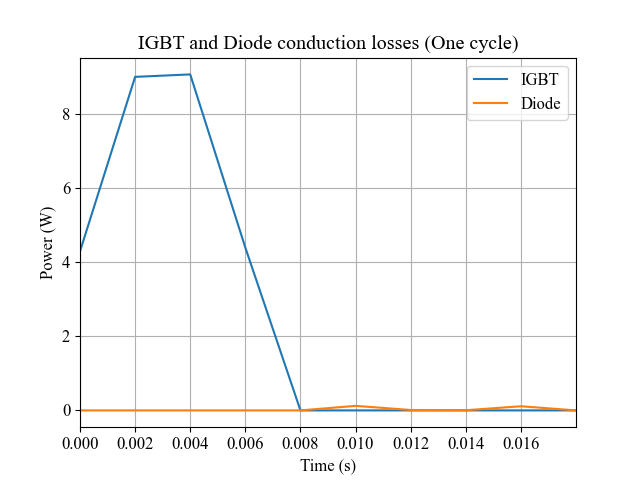 IGBT and Diode conduction losses (One cycle)
IGBT
Diode
Power (W)
8
6
4
2
0
0.000 0.002 0.004 0.006 0.008 0.010 0.012 0.014 0.016
Time (s)